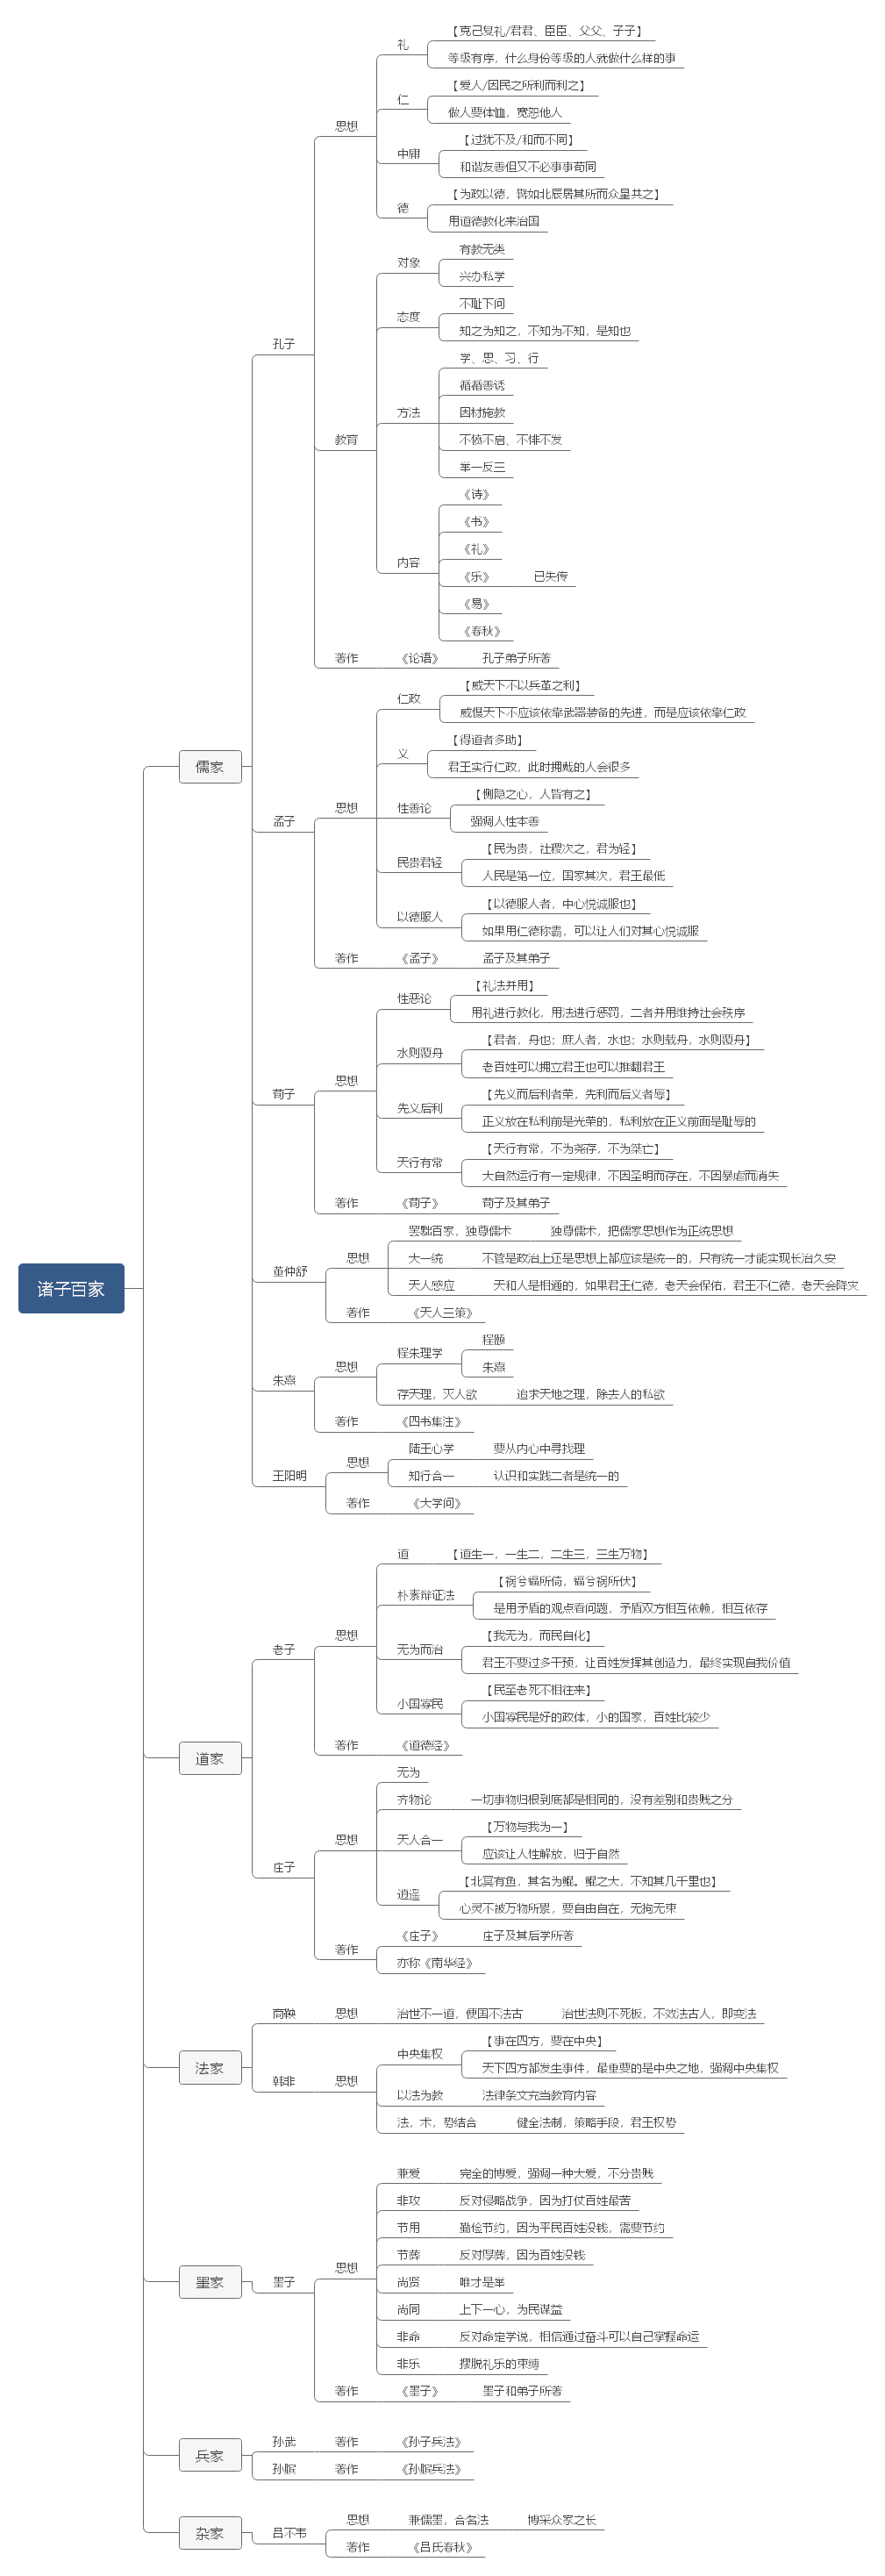 诸子百家
儒家
孔子
思想
礼
【克己复礼/君君、臣臣、父父、子子】
等级有序，什么身份等级的人就做什么样的事
仁
【爱人/因民之所利而利之】
做人要体恤，宽恕他人
中庸
【过犹不及/和而不同】
和谐友善但又不必事事苟同
德
【为政以德，譬如北辰居其所而众星共之】
用道德教化来治国
教育
对象
有教无类
兴办私学
态度
不耻下问
知之为知之，不知为不知，是知也
方法
学、思、习、行
循循善诱
因材施教
不愤不启、不悱不发
举一反三
内容
《诗》
《书》
《礼》
《乐》
已失传
《易》
《春秋》
著作
《论语》
孔子弟子所著
孟子
思想
仁政
【威天下不以兵革之利】
威慑天下不应该依靠武器装备的先进，而是应该依靠仁政
义
【得道者多助】
君王实行仁政，此时拥戴的人会很多
性善论
【恻隐之心，人皆有之】
强调人性本善
民贵君轻
【民为贵，社稷次之，君为轻】
人民是第一位，国家其次，君王最低
以德服人
【以德服人者，中心悦诚服也】
如果用仁德称霸，可以让人们对其心悦诚服
著作
《孟子》
孟子及其弟子
荀子
思想
性恶论
【礼法并用】
用礼进行教化，用法进行惩罚，二者并用维持社会秩序
水则覆舟
【君者，舟也；庶人者，水也；水则载舟，水则覆舟】
老百姓可以拥立君王也可以推翻君王
先义后利
【先义而后利者荣，先利而后义者辱】
正义放在私利前是光荣的，私利放在正义前面是耻辱的
天行有常
【天行有常，不为尧存，不为桀亡】
大自然运行有一定规律，不因圣明而存在，不因暴虐而消失
著作
《荀子》
荀子及其弟子
董仲舒
思想
罢黜百家，独尊儒术
独尊儒术，把儒家思想作为正统思想
大一统
不管是政治上还是思想上都应该是统一的，只有统一才能实现长治久安
天人感应
天和人是相通的，如果君王仁德，老天会保佑，君王不仁德，老天会降灾
著作
《天人三策》
朱熹
思想
程朱理学
程颐
朱熹
存天理，灭人欲
追求天地之理，除去人的私欲
著作
《四书集注》
王阳明
思想
陆王心学
要从内心中寻找理
知行合一
认识和实践二者是统一的
著作
《大学问》
道家
老子
思想
道
【道生一，一生二，二生三，三生万物】
朴素辩证法
【祸兮福所倚，福兮祸所伏】
是用矛盾的观点看问题，矛盾双方相互依赖，相互依存
无为而治
【我无为，而民自化】
君王不要过多干预，让百姓发挥其创造力，最终实现自我价值
小国寡民
【民至老死不相往来】
小国寡民是好的政体，小的国家，百姓比较少
著作
《道德经》
庄子
思想
无为
齐物论
一切事物归根到底都是相同的，没有差别和贵贱之分
天人合一
【万物与我为一】
应该让人性解放，归于自然
逍遥
【北冥有鱼，其名为鲲。鲲之大，不知其几千里也】
心灵不被万物所累，要自由自在，无拘无束
著作
《庄子》
庄子及其后学所著
亦称《南华经》
法家
商鞅
思想
治世不一道，便国不法古
治世法则不死板，不效法古人，即变法
韩非
思想
中央集权
【事在四方，要在中央】
天下四方都发生事件，最重要的是中央之地，强调中央集权
以法为教
法律条文充当教育内容
法，术，势结合
健全法制，策略手段，君王权势
墨家
墨子
思想
兼爱
完全的博爱，强调一种大爱，不分贵贱
非攻
反对侵略战争，因为打仗百姓最苦
节用
勤俭节约，因为平民百姓没钱，需要节约
节葬
反对厚葬，因为百姓没钱
尚贤
唯才是举
尚同
上下一心，为民谋益
非命
反对命定学说，相信通过奋斗可以自己掌握命运
非乐
摆脱礼乐的束缚
著作
《墨子》
墨子和弟子所著
兵家
孙武
著作
《孙子兵法》
孙膑
著作
《孙膑兵法》
杂家
吕不韦
思想
兼儒墨，合名法
博采众家之长
著作
《吕氏春秋》